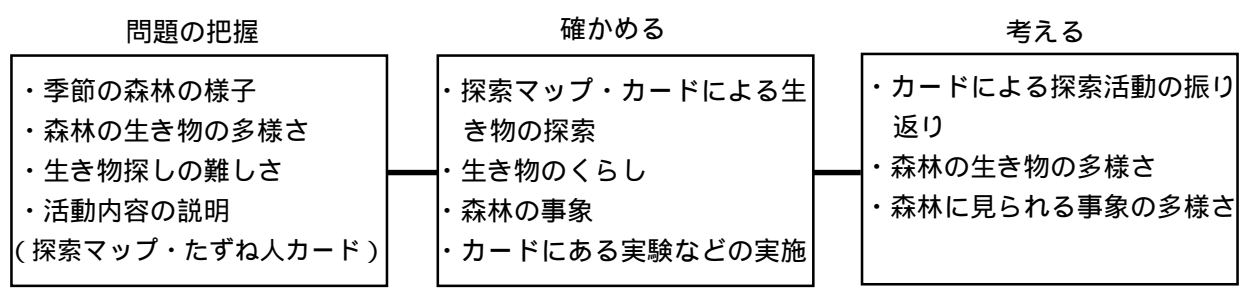 問題の把握
・季節の森林の様子
・森林の生き物の多様さ
・生き物探しの難しさ
・活動内容の説明
(探索マップ・たずね人カード)
確かめる
・探索マップ・カードによる生
き物の探索
・生き物のくらし
・森林の事象
・カードにある実験などの実施
考える
・カードによる探索活動の振り
返り
・森林の生き物の多様さ
・森林に見られる事象の多様さ